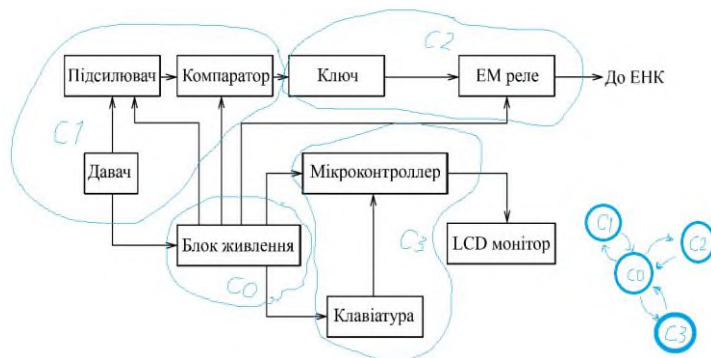 C2
Підсилювач
Компаратор
Ключ
ЕМ реле
До ЕНК
C1
Давач
Мікроконтроллер
Блок живлення
C3
LCD монітор
C0
Клавіатура
C1
C2
C0
C3